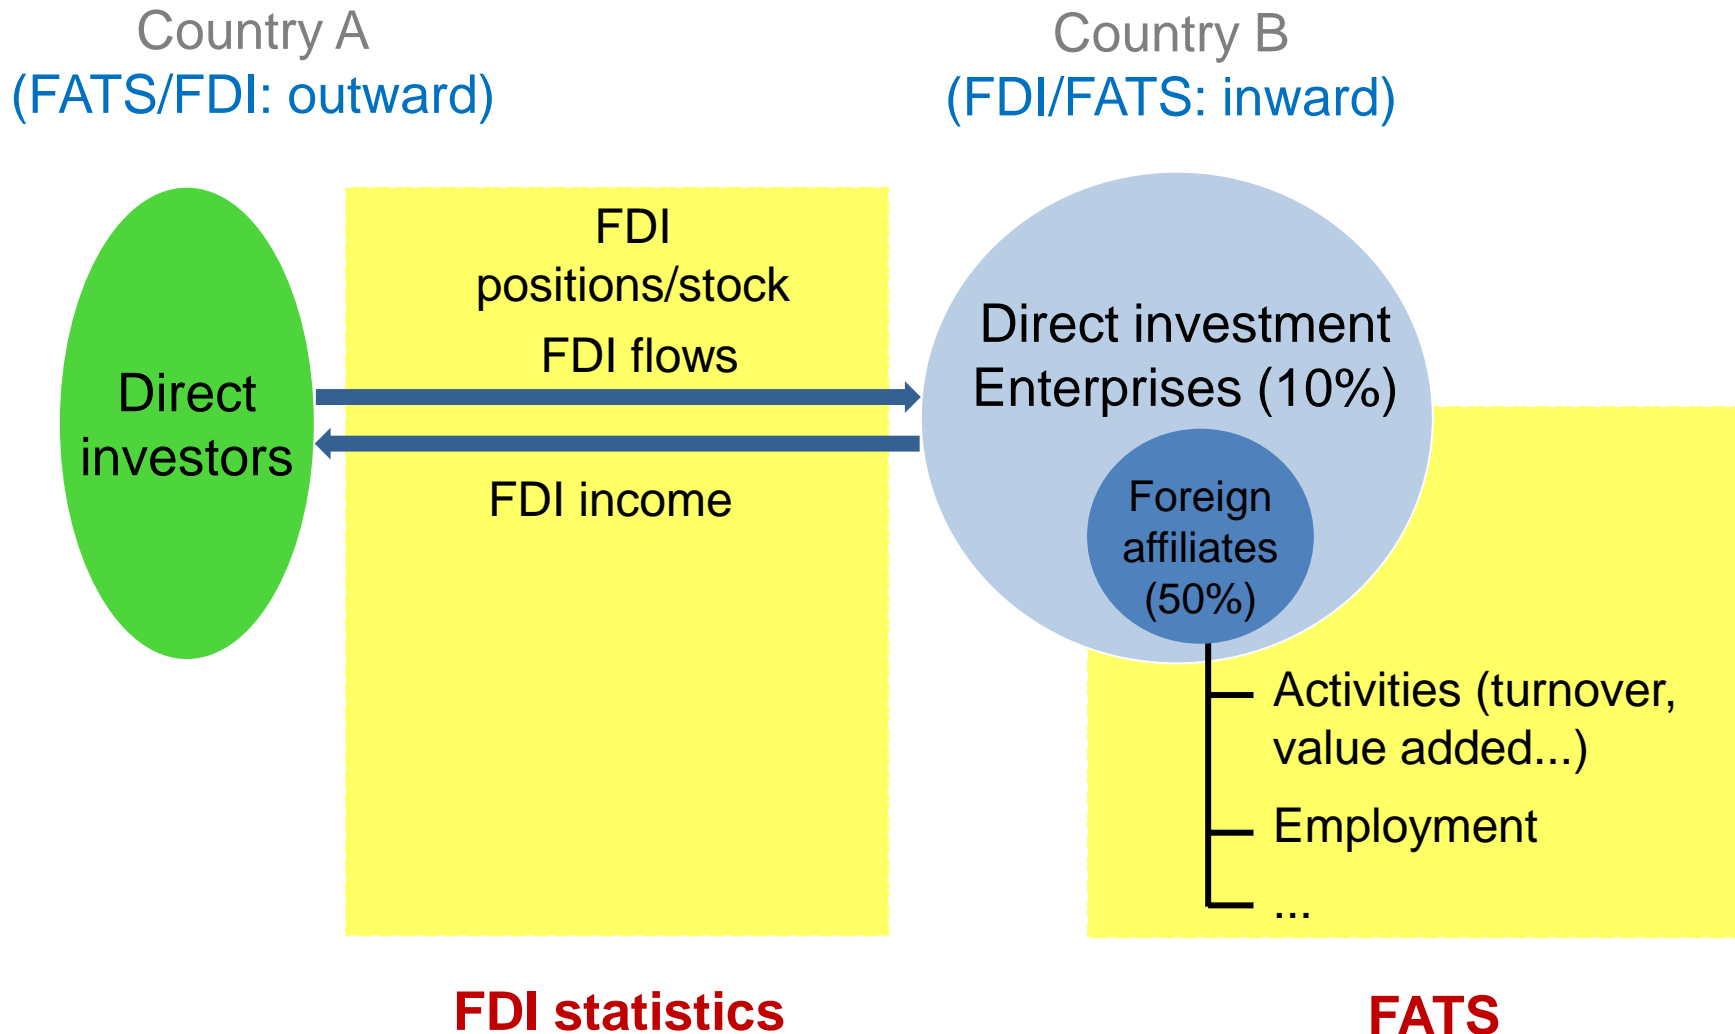 Country A
(FATS/FDI: outward)
Country B
(FDI/FATS: inward)
Direct
investors
FDI
positions/stock
FDI flows
FDI income
Direct investment
Enterprises (10%)
Foreign
affiliates
(50%)
Activities (turnover,
value added...)
Employment
...
FDI statistics
FATS